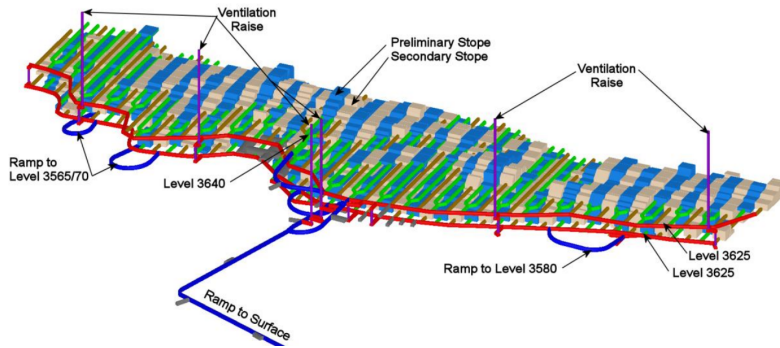 Ventilation
Raise
Preliminary Stope
Secondary Stope
Ventilation
Raise
Ramp to
Level 3565/70
Level 3640
Level 3625
Ramp to Level 3580
Level 3625
Ramp to Surface